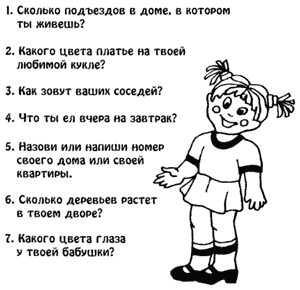 1. Сколько подъездов в доме, в котором
ты живешь?
2. Какого цвета платье на твоей
любимой кукле?
3. Как зовут ваших соседей?
4. Что ты ел вчера на завтрак?
5. Назови или напиши номер
своего дома или своей
квартиры.
6. Сколько деревьев растет
в твоем дворе?
7. Какого цвета глаза
у твоей бабушки?